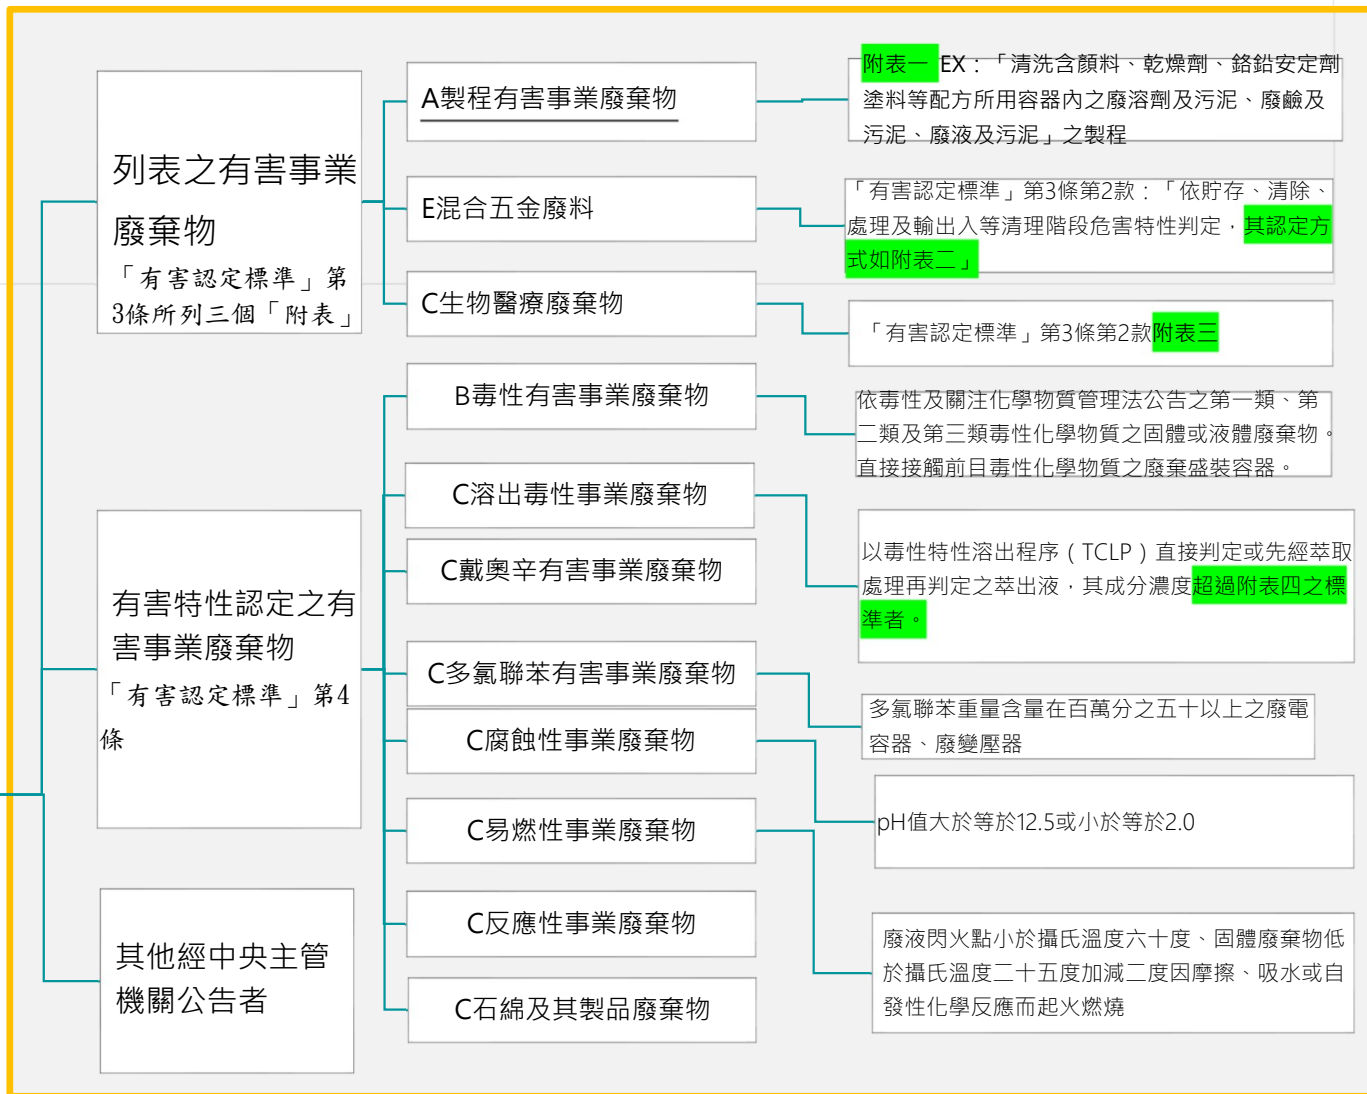 列表之有害事業
廢棄物
「有害認定標準」第
3條所列三個「附表」
A製程有害事業廢棄物
附表一 EX：「清洗含顏料、乾燥劑、鉻鉛安定劑
塗料等配方所用容器內之廢溶劑及污泥、廢鹼及
污泥、廢液及污泥」之製程
E混合五金廢料
「有害認定標準」第3條第2款：「依貯存、清除、
處理及輸出入等清理階段危害特性判定，其認定方
式如附表二」
C生物醫療廢棄物
「有害認定標準」第3條第2款附表三
有害特性認定之有
害事業廢棄物
「有害認定標準」第4
條
B毒性有害事業廢棄物
依毒性及關注化學物質管理法公告之第一類、第
二類及第三類毒性化學物質之固體或液體廢棄物。
直接接觸前目毒性化學物質之廢棄盛裝容器。
C溶出毒性事業廢棄物
以毒性特性溶出程序（TCLP）直接判定或先經萃取
處理再判定之萃出液，其成分濃度超過附表四之標
準者。
C戴奧辛有害事業廢棄物
C多氯聯苯有害事業廢棄物
多氯聯苯重量含量在百萬分之五十以上之廢電
容器、廢變壓器
C腐蝕性事業廢棄物
pH值大於等於12.5或小於等於2.0
C易燃性事業廢棄物
廢液閃火點小於攝氏溫度六十度、固體廢棄物低
於攝氏溫度二十五度加減二度因摩擦、吸水或自
發性化學反應而起火燃燒
C反應性事業廢棄物
C石綿及其製品廢棄物
其他經中央主管
機關公告者